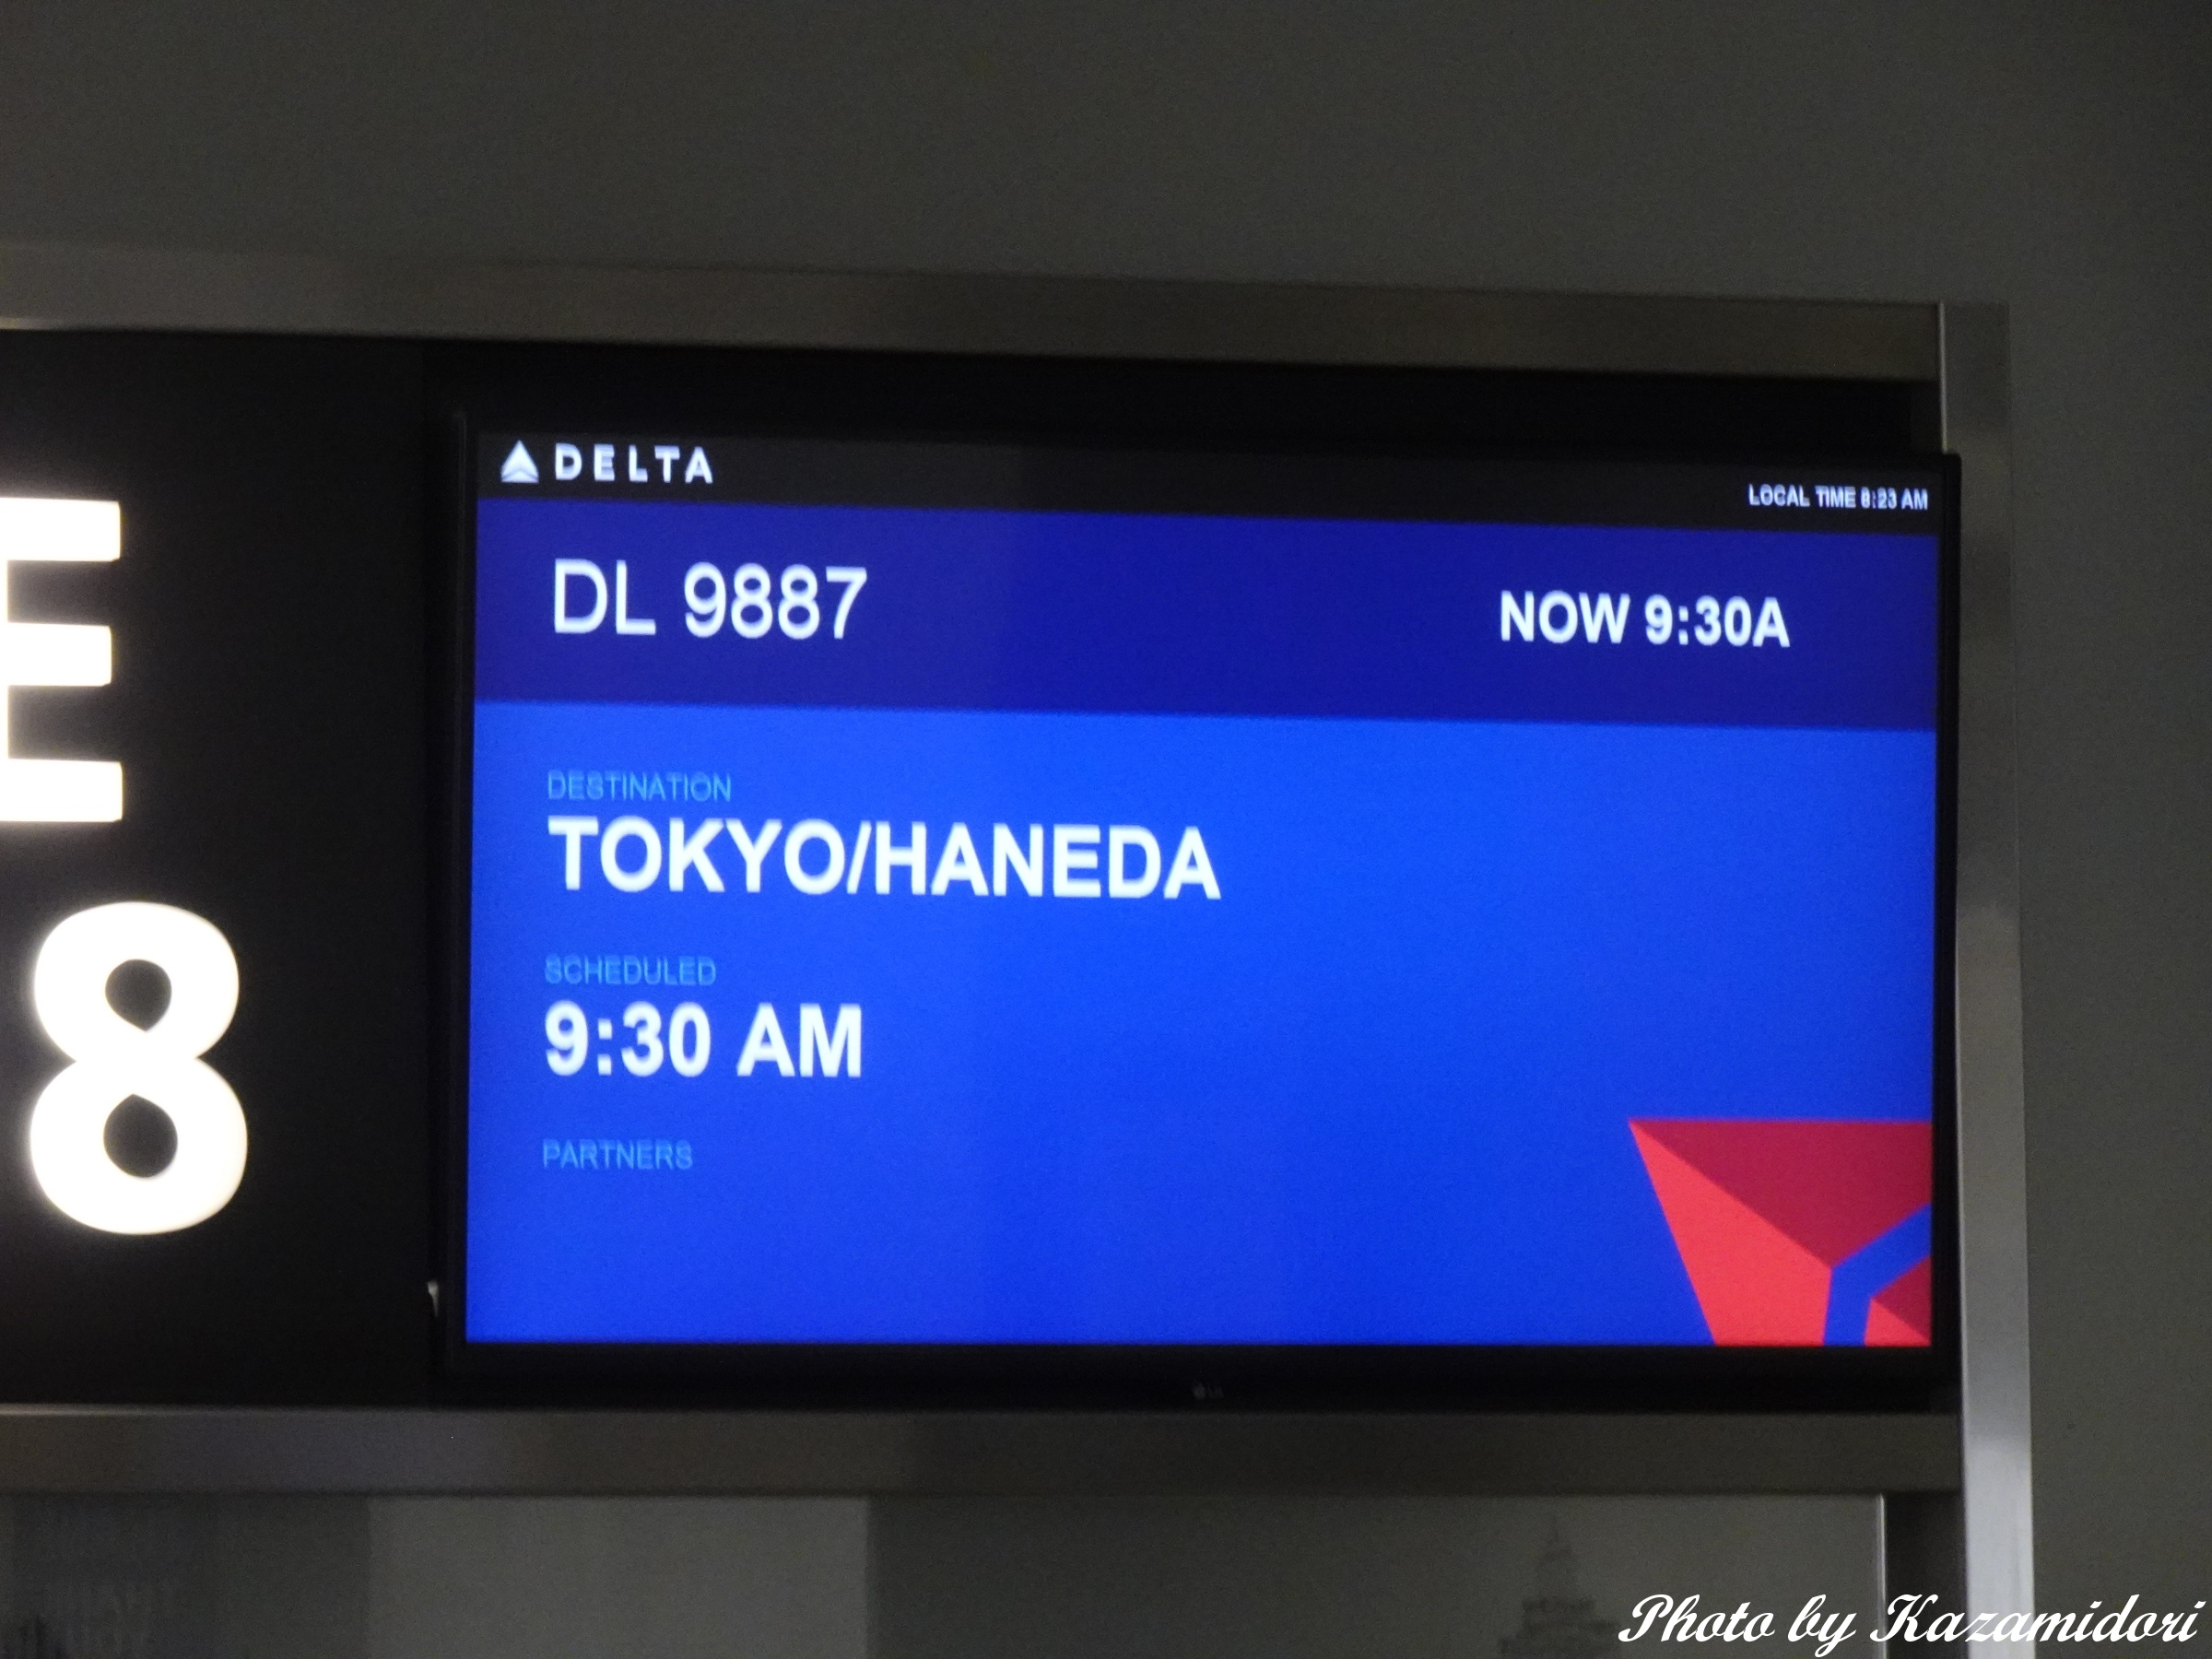 E
8
DELTA
LOCAL TIME 8:23 AM
DL 9887
NOW 9:30A
DESTINATION
TOKYO/HANEDA
SCHEDULED
9:30 AM
PARTNERS
Photo by Kazamidori